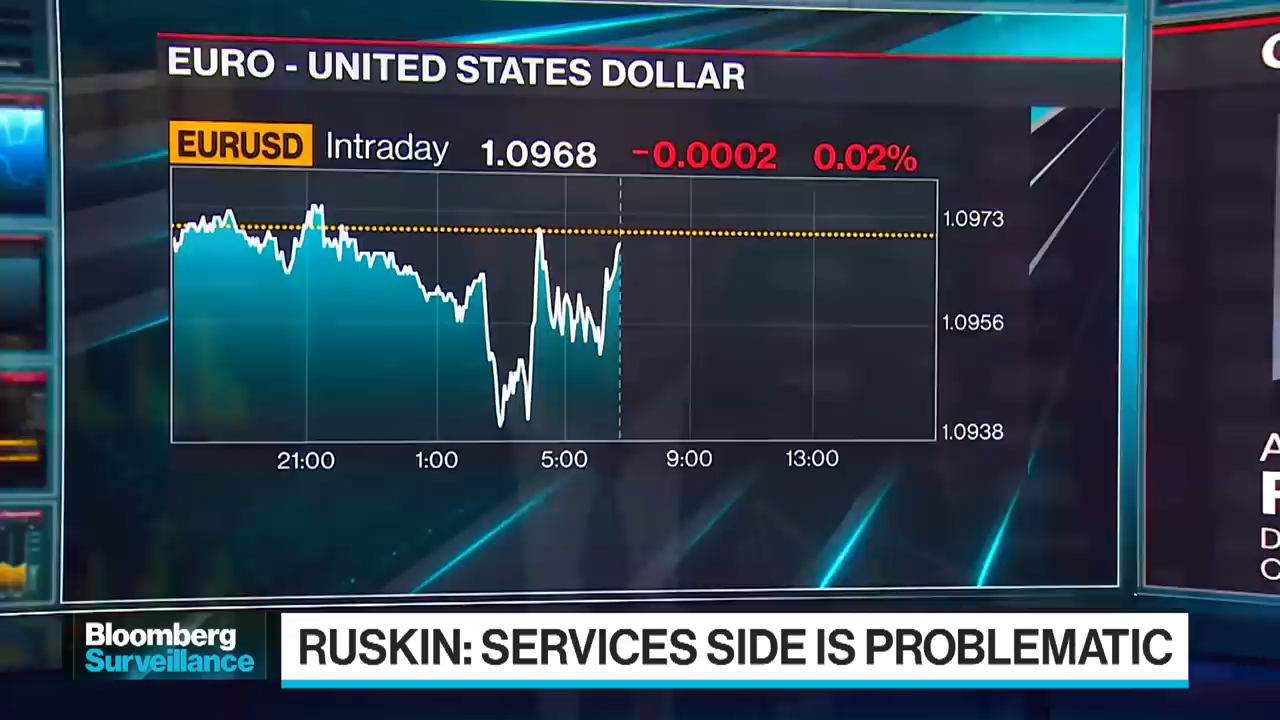 EURO - UNITED STATES DOLLAR
EURUSD Intraday 1.0968 -0.0002 0.02%
1.0973
1.0956
1.0938
21:00 1:00 5:00 9:00 13:00
Bloomberg
Surveillance
RUSKIN: SERVICES SIDE IS PROBLEMATIC